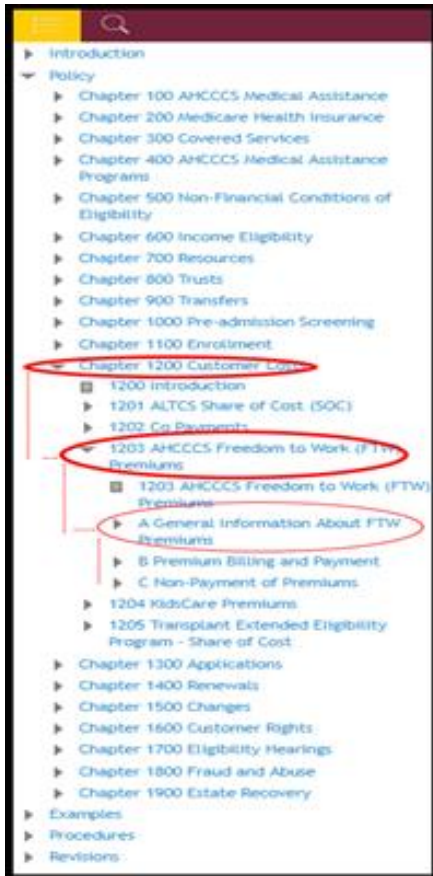 Introduction
Policy
Chapter 100 AHCCCS Medical Assistance
Chapter 200 Medicare Health Insurance
Chapter 300 Covered Services
Chapter 400 AHCCCS Medical Assistance
Programs
Chapter 500 Non-Financial Conditions of
Eligibility
Chapter 600 Income Eligibility
Chapter 700 Resources
Chapter 800 Trusts
Chapter 900 Transfers
Chapter 1000 Pre-admission Screening
Chapter 1100 Enrollment
Chapter 1200 Customer Costs
1200 Introduction
1201 ALTCS Share of Cost (SOC)
1202 Co Payments
1203 AHCCCS Freedom to Work (FTW)
Premiums
1203 AHCCCS Freedom to Work (FTW)
Premiums
A General Information About FTW
Premiums
B Premium Billing and Payment
C Non-Payment of Premiums
1204 KidsCare Premiums
1205 Transplant Extended Eligibility
Program - Share of Cost
Chapter 1300 Applications
Chapter 1400 Renewals
Chapter 1500 Changes
Chapter 1600 Customer Rights
Chapter 1700 Eligibility Hearings
Chapter 1800 Fraud and Abuse
Chapter 1900 Estate Recovery
Examples
Procedures
Revisions